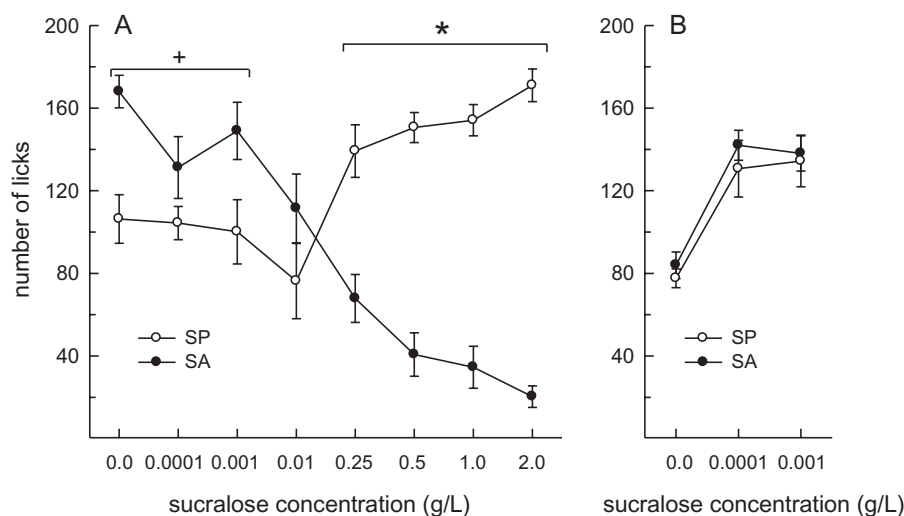 A
B
200
160
120
80
40
number of licks
+
*
SP
SA
SP
SA
0.0 0.0001 0.001 0.01 0.25 0.5 1.0 2.0
0.0 0.0001 0.001
sucralose concentration (g/L)
sucralose concentration (g/L)
200
160
120
80
40